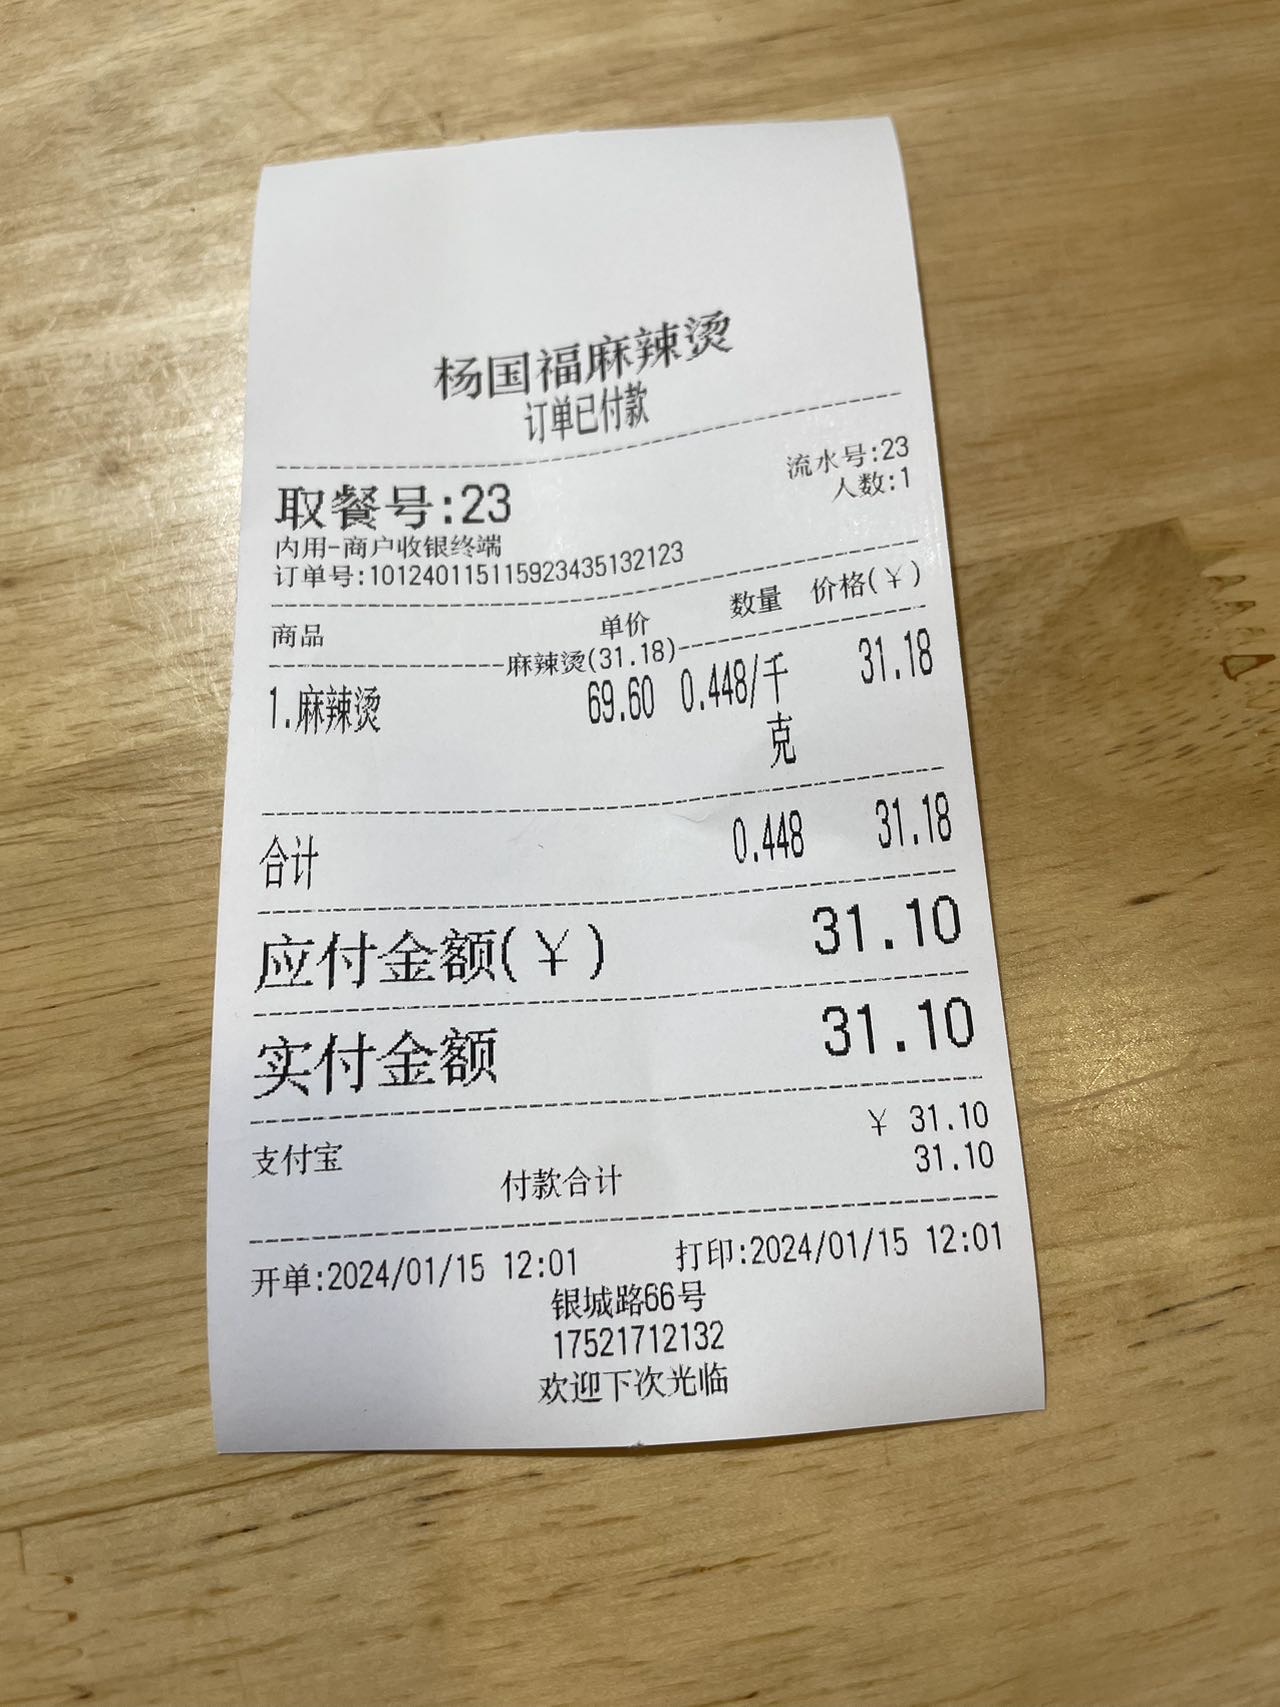 杨国福麻辣烫
订单已付款
流水号:23
取餐号:23
人数:1
内用-商户收银终端
订单号:101240115115923435132123
商品 单价 数量 价格(¥)
麻辣烫(31.18)
1.麻辣烫 69.60 0.448/千克 31.18
合计 0.448 31.18
应付金额(¥) 31.10
实付金额 31.10
支付宝 ¥ 31.10
付款合计 31.10
开单:2024/01/15 12:01 打印:2024/01/15 12:01
银城路66号
17521712132
欢迎下次光临